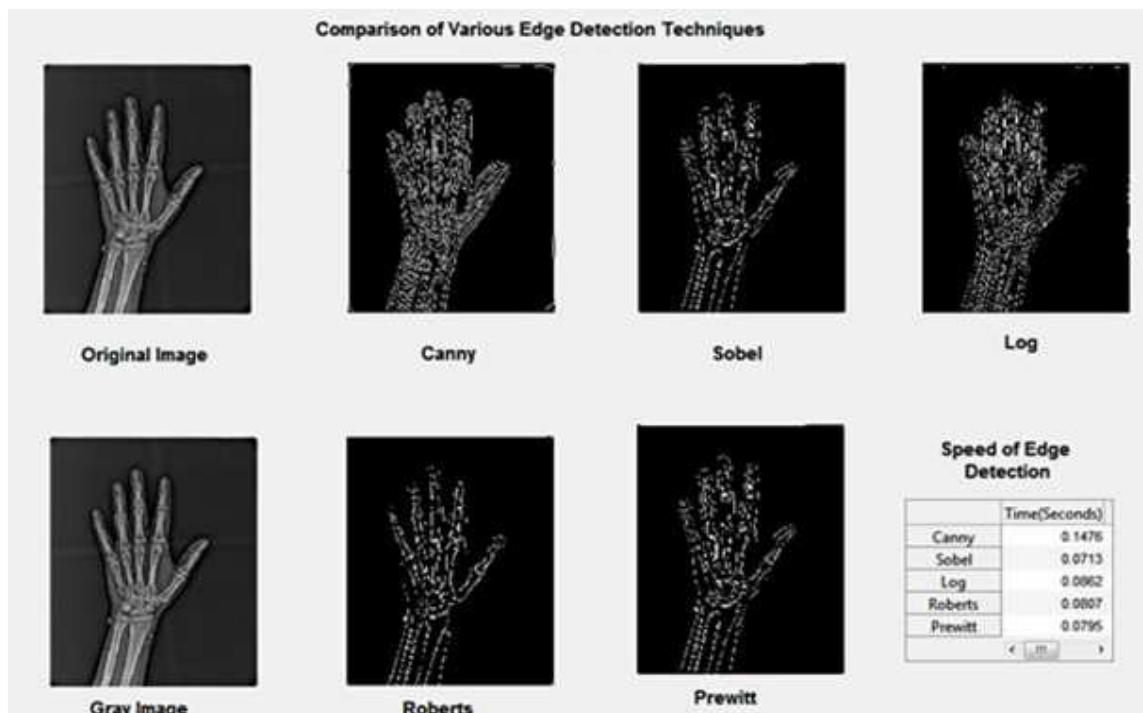 Comparison of Various Edge Detection Techniques
Original Image
Canny
Sobel
Log
Gray Image
Roberts
Prewitt
Speed of Edge
Detection
Time(Seconds)
Canny 0.1476
Sobel 0.0713
Log 0.0862
Roberts 0.0807
Prewitt 0.0795